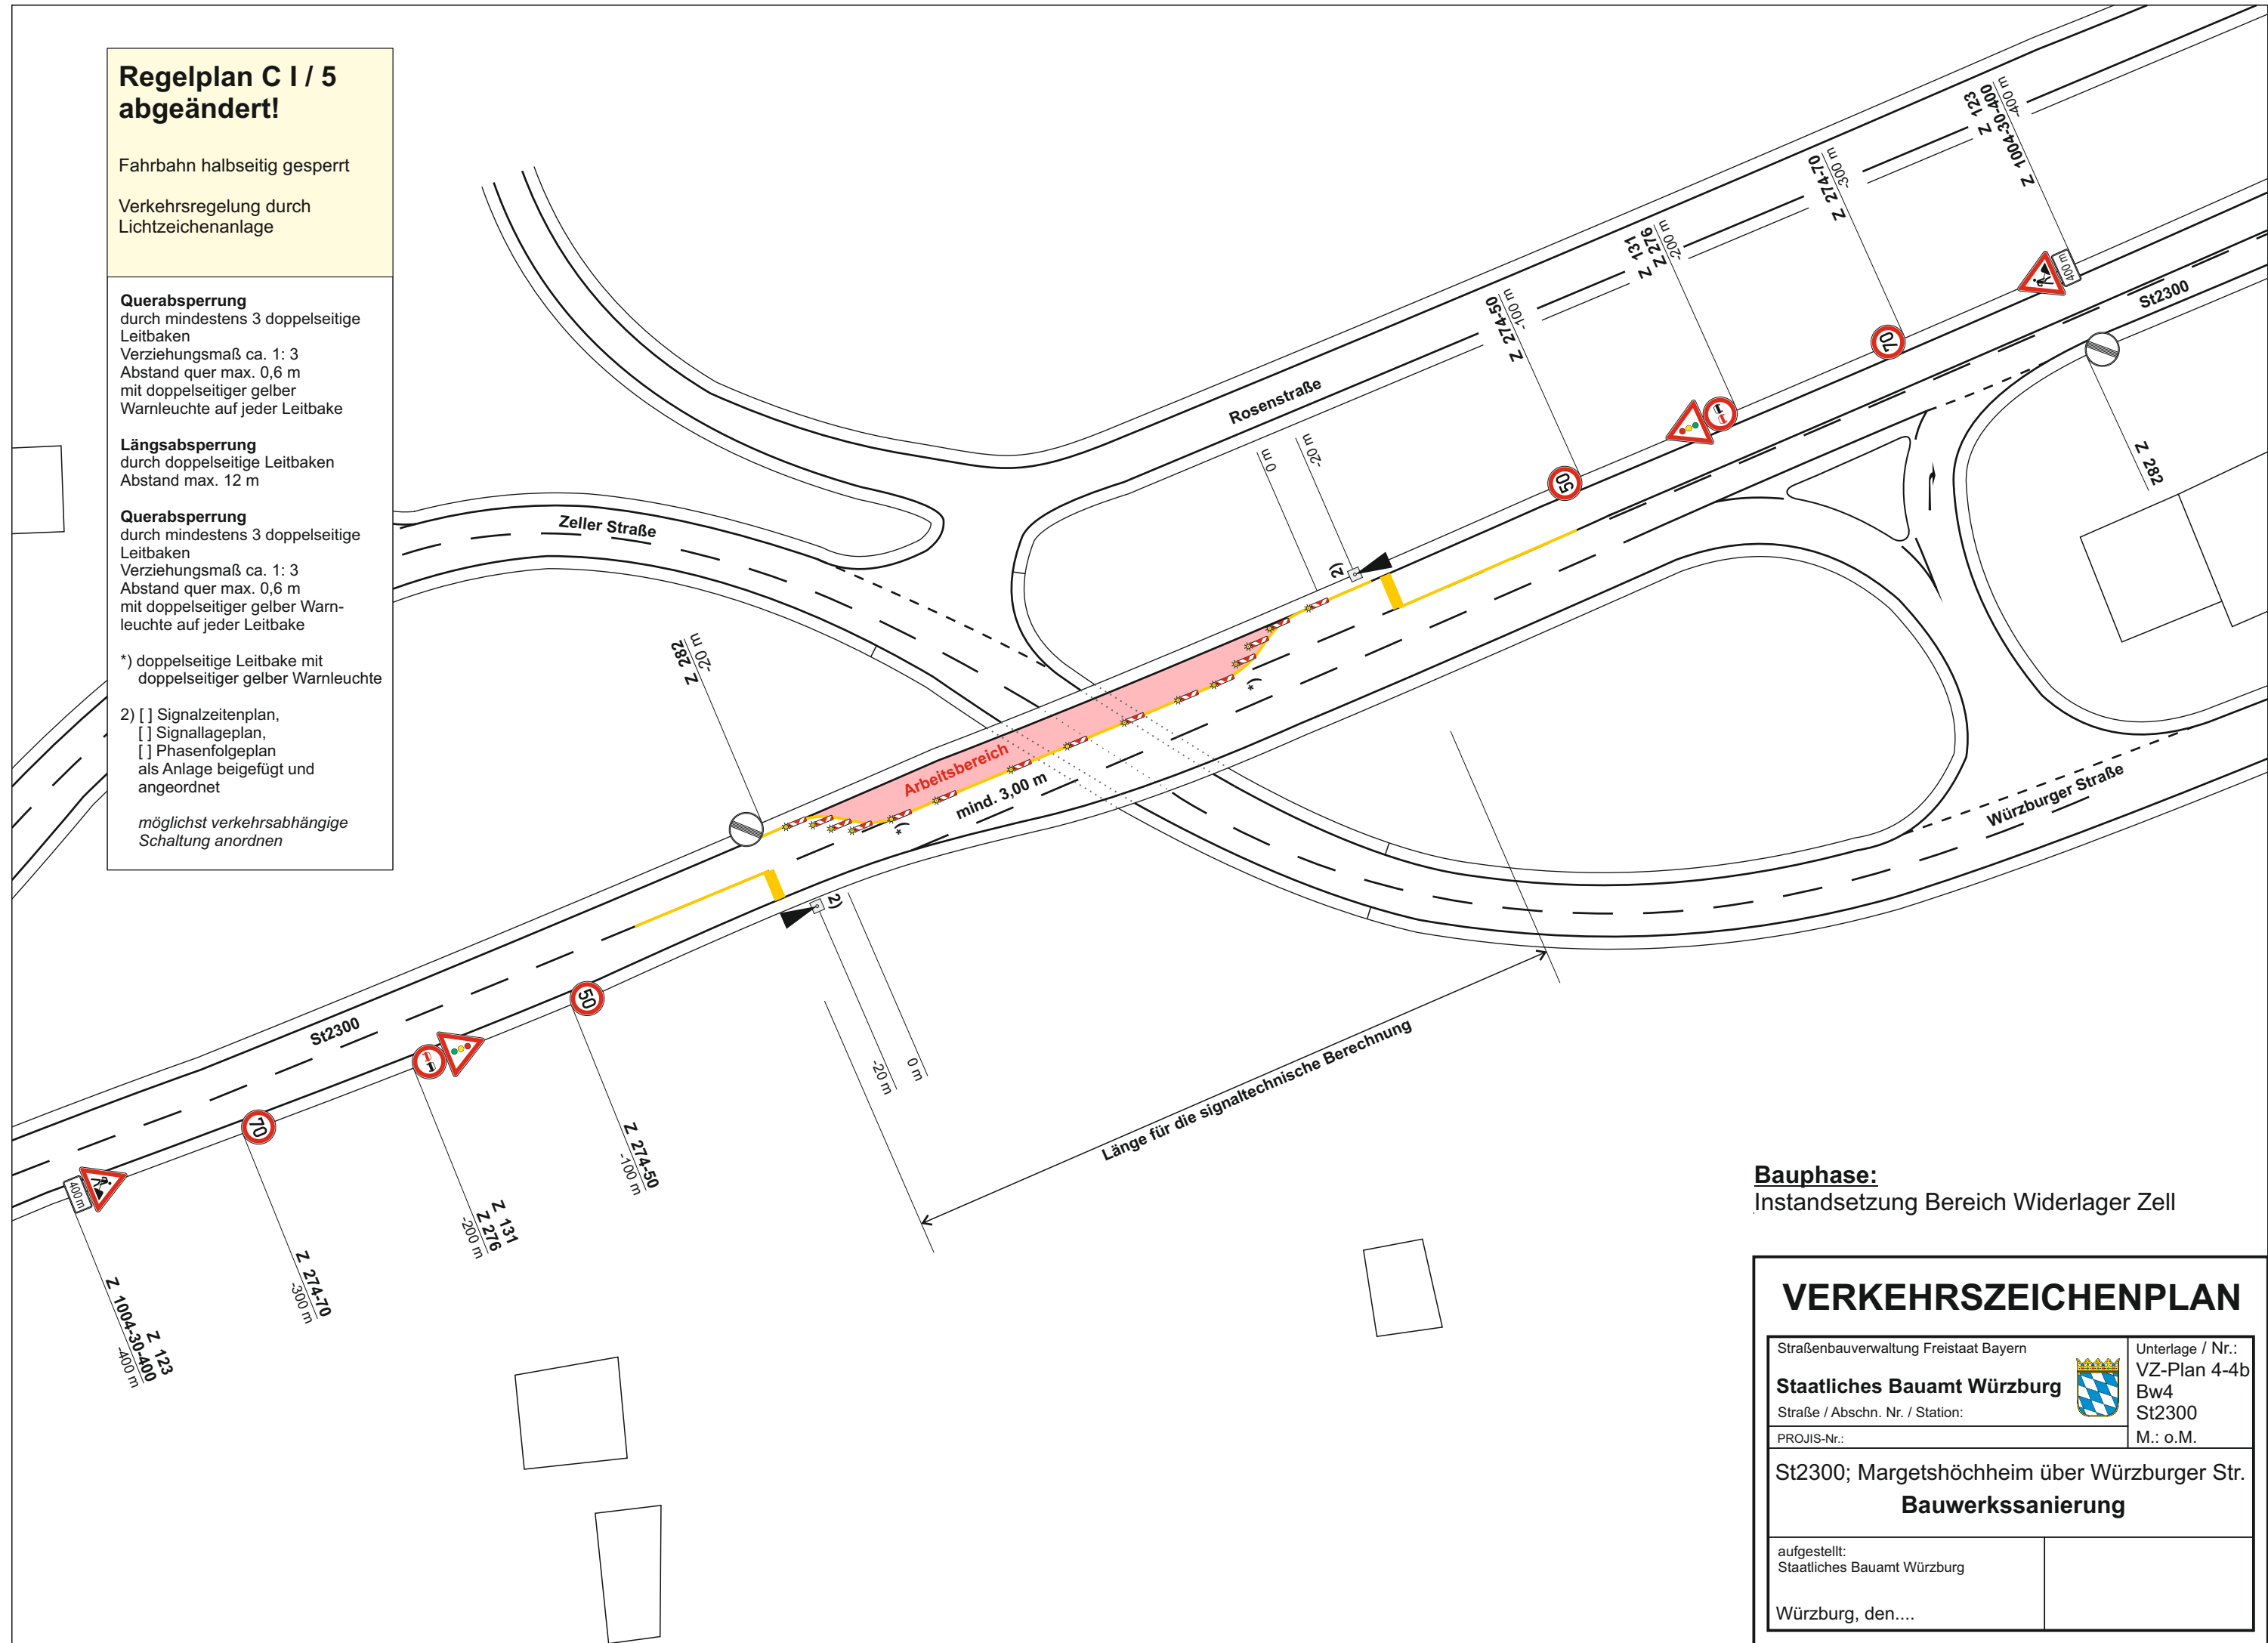 Regelplan C I / 5
abgeändert!
Fahrbahn halbseitig gesperrt
Verkehrsregelung durch
Lichtzeichenanlage
Querabsperrung
durch mindestens 3 doppelseitige
Leitbaken
Verziehungsmaß ca. 1: 3
Abstand quer max. 0,6 m
mit doppelseitiger gelber
Warnleuchte auf jeder Leitbake
Längsabsperrung
durch doppelseitige Leitbaken
Abstand max. 12 m
Querabsperrung
durch mindestens 3 doppelseitige
Leitbaken
Verziehungsmaß ca. 1: 3
Abstand quer max. 0,6 m
mit doppelseitiger gelber Warn-
leuchte auf jeder Leitbake
*) doppelseitige Leitbake mit
doppelseitiger gelber Warnleuchte
2) [ ] Signalzeitenplan,
[ ] Signallageplan,
[ ] Phasenfolgeplan
als Anlage beigefügt und
angeordnet
möglichst verkehrsabhängige
Schaltung anordnen
Z 123
Z 1004-30-400
-400 m
400 m
Z 274-70
-300 m
70
Z 131
Z 276
-200 m
Z 274-50
-100 m
50
St2300
Z 282
Rosenstraße
0 m
-20 m
2)
Zeller Straße
Z 282
-20 m
Arbeitsbereich
mind. 3,00 m
*)
*)
Würzburger Straße
2)
-20 m
0 m
Länge für die signaltechnische Berechnung
St2300
50
Z 274-50
-100 m
Z 131
Z 276
-200 m
70
Z 274-70
-300 m
400 m
Z 123
Z 1004-30-400
-400 m
Bauphase:
Instandsetzung Bereich Widerlager Zell
VERKEHRSZEICHENPLAN
Straßenbauverwaltung Freistaat Bayern
Staatliches Bauamt Würzburg
Straße / Abschn. Nr. / Station:
PROJIS-Nr.:
Unterlage / Nr.:
VZ-Plan 4-4b
Bw4
St2300
M.: o.M.
St2300; Margetshöchheim über Würzburger Str.
Bauwerkssanierung
aufgestellt:
Staatliches Bauamt Würzburg
Würzburg, den....